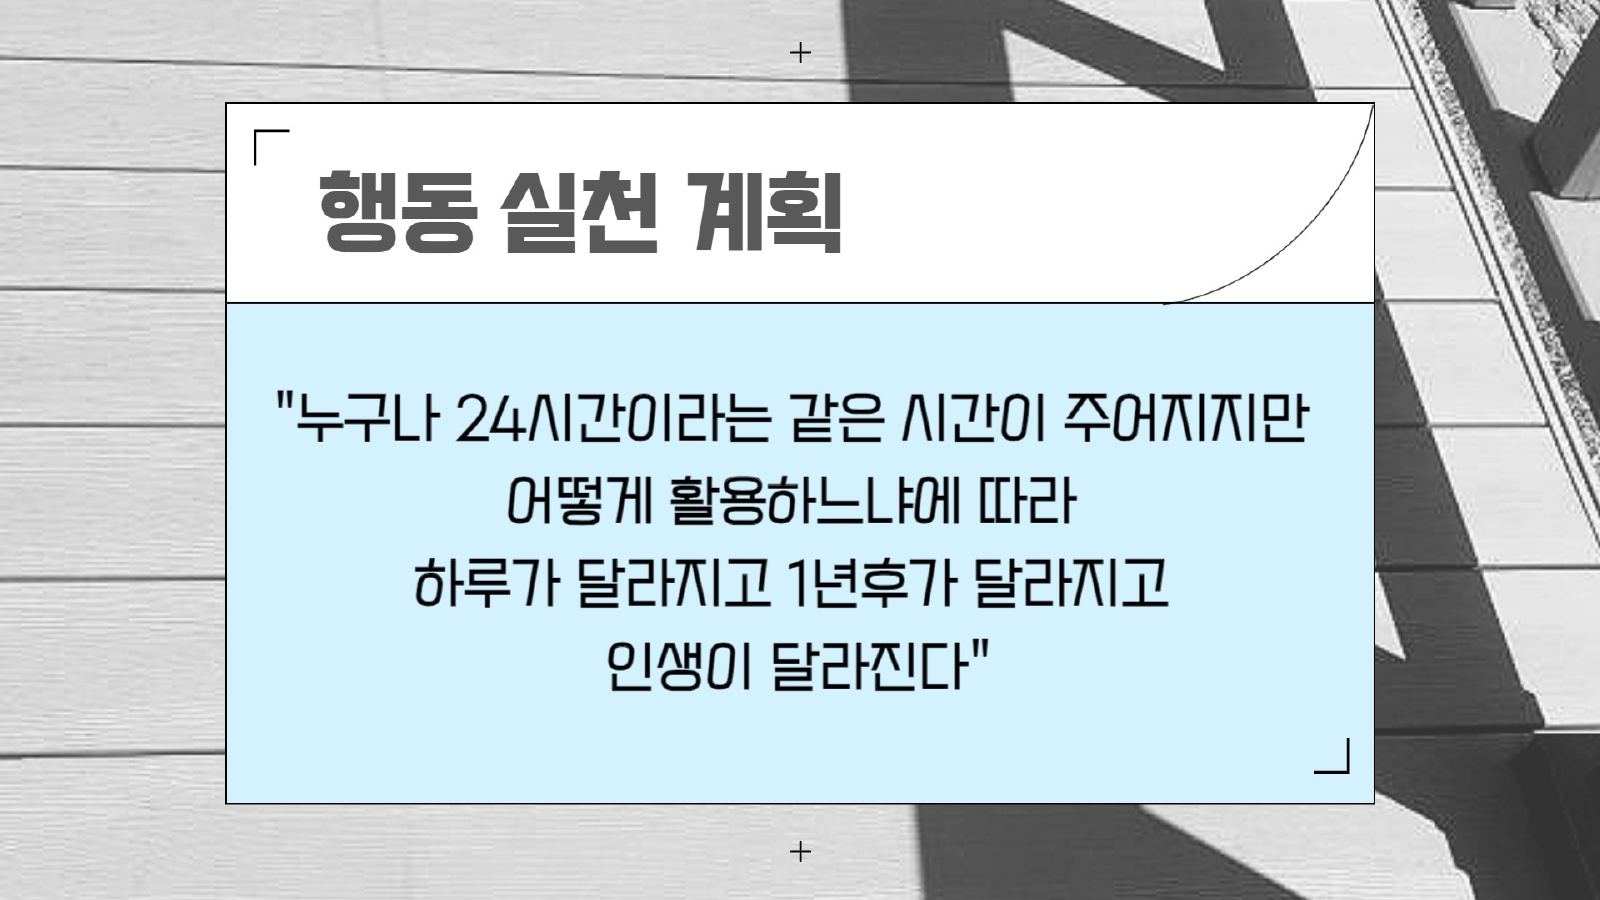 행동 실천 계획
"누구나 24시간이라는 같은 시간이 주어지지만
어떻게 활용하느냐에 따라
하루가 달라지고 1년후가 달라지고
인생이 달라진다"